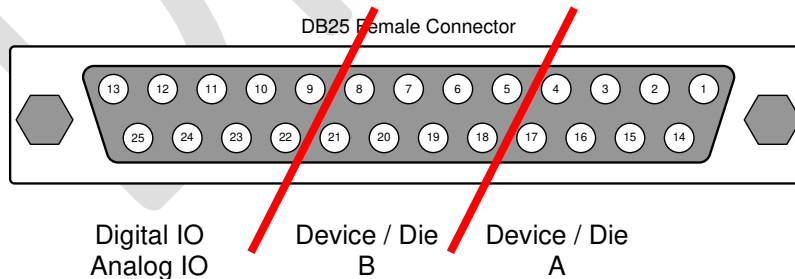 DB25 Female Connector
13 12 11 10 9 8 7 6 5 4 3 2 1
25 24 23 22 21 20 19 18 17 16 15 14
Digital IO
Analog IO
Device / Die
B
Device / Die
A